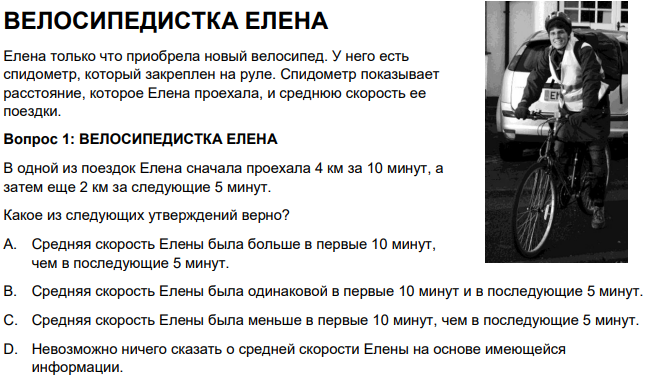 ВЕЛОСИПЕДИСТКА ЕЛЕНА
Елена только что приобрела новый велосипед. У него есть
спидометр, который закреплен на руле. Спидометр показывает
расстояние, которое Елена проехала, и среднюю скорость ее
поездки.
Вопрос 1: ВЕЛОСИПЕДИСТКА ЕЛЕНА
В одной из поездок Елена сначала проехала 4 км за 10 минут, а
затем еще 2 км за следующие 5 минут.
Какое из следующих утверждений верно?
A. Средняя скорость Елены была больше в первые 10 минут,
чем в последующие 5 минут.
B. Средняя скорость Елены была одинаковой в первые 10 минут и в последующие 5 минут.
C. Средняя скорость Елены была меньше в первые 10 минут, чем в последующие 5 минут.
D. Невозможно ничего сказать о средней скорости Елены на основе имеющейся
информации.